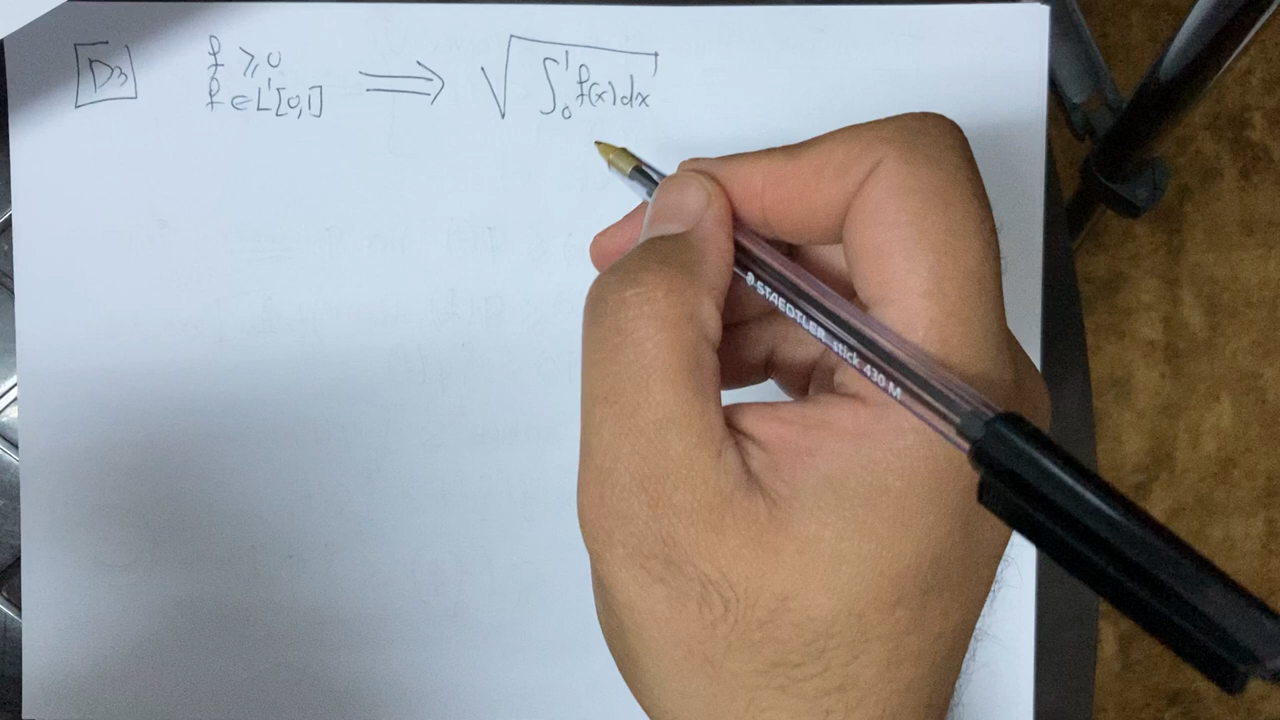 D3 f ≥ 0 ⟹ √∫₀¹ f(x)dx
f ∈ L¹[0,1]
STAEDTLER stick 430 M